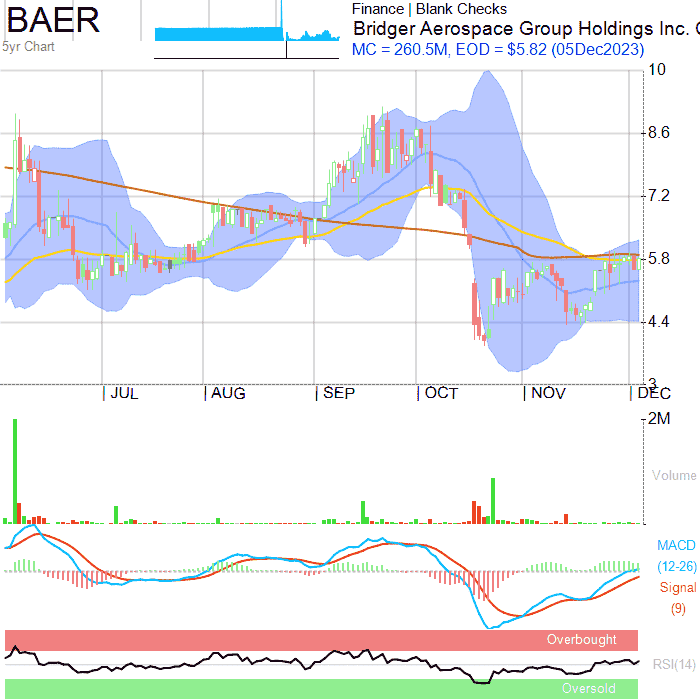 BAER
5yr Chart
Finance | Blank Checks
Bridger Aerospace Group Holdings Inc.
MC = 260.5M, EOD = $5.82 (05Dec2023)
10
8.6
7.2
5.8
4.4
3
JUL
AUG
SEP
OCT
NOV
DEC
2M
Volume
MACD
(12-26)
Signal
(9)
Overbought
RSI(14)
Oversold